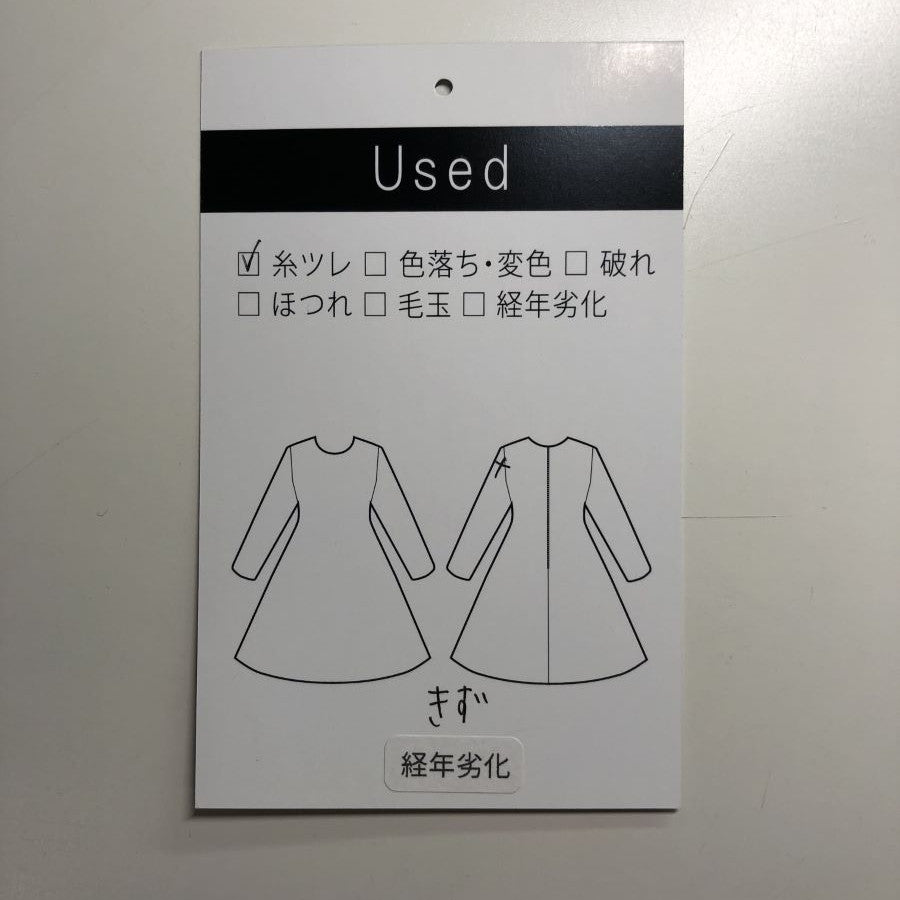 Used
☑ 糸ツレ □ 色落ち・変色 □ 破れ
□ ほつれ □ 毛玉 □ 経年劣化
きず
経年劣化